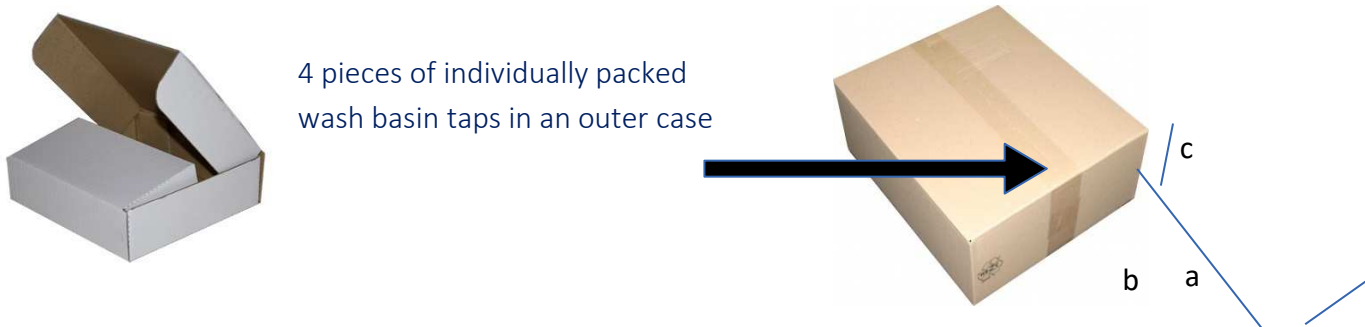 4 pieces of individually packed
wash basin taps in an outer case
c
b
a